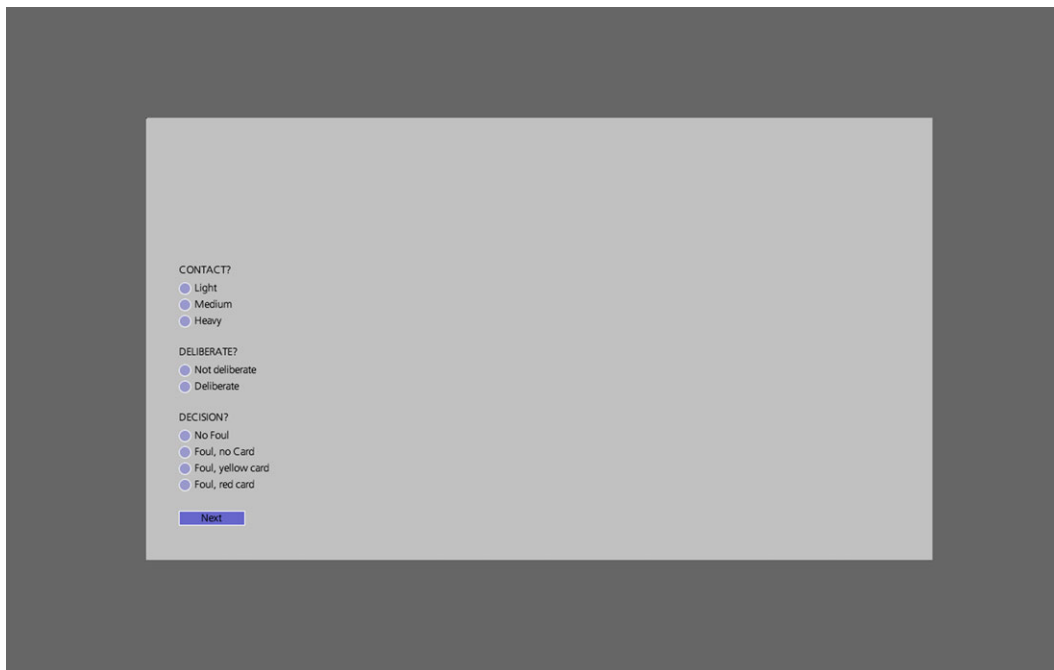 CONTACT?
Light
Medium
Heavy
DELIBERATE?
Not deliberate
Deliberate
DECISION?
No Foul
Foul, no Card
Foul, yellow card
Foul, red card
Next